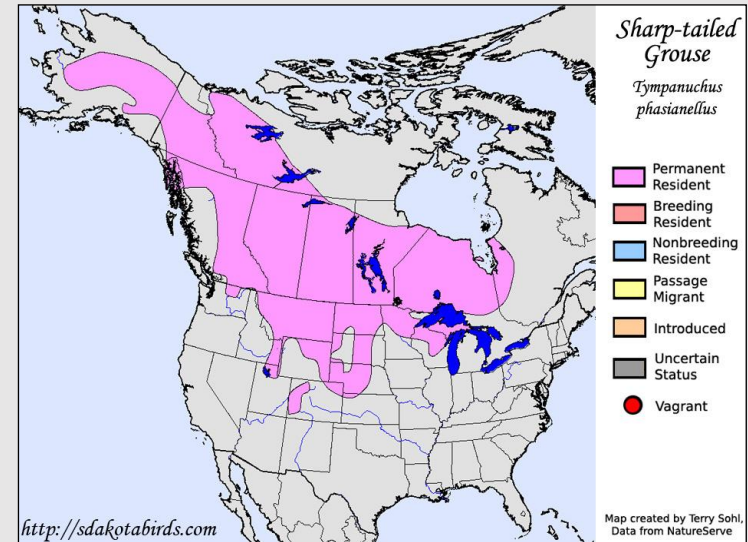 Sharp-tailed
Grouse
Tympanuchus
phasianellus
Permanent
Resident
Breeding
Resident
Nonbreeding
Resident
Passage
Migrant
Introduced
Uncertain
Status
Vagrant
http://sdakotabirds.com
Map created by Terry Sohl,
Data from NatureServe